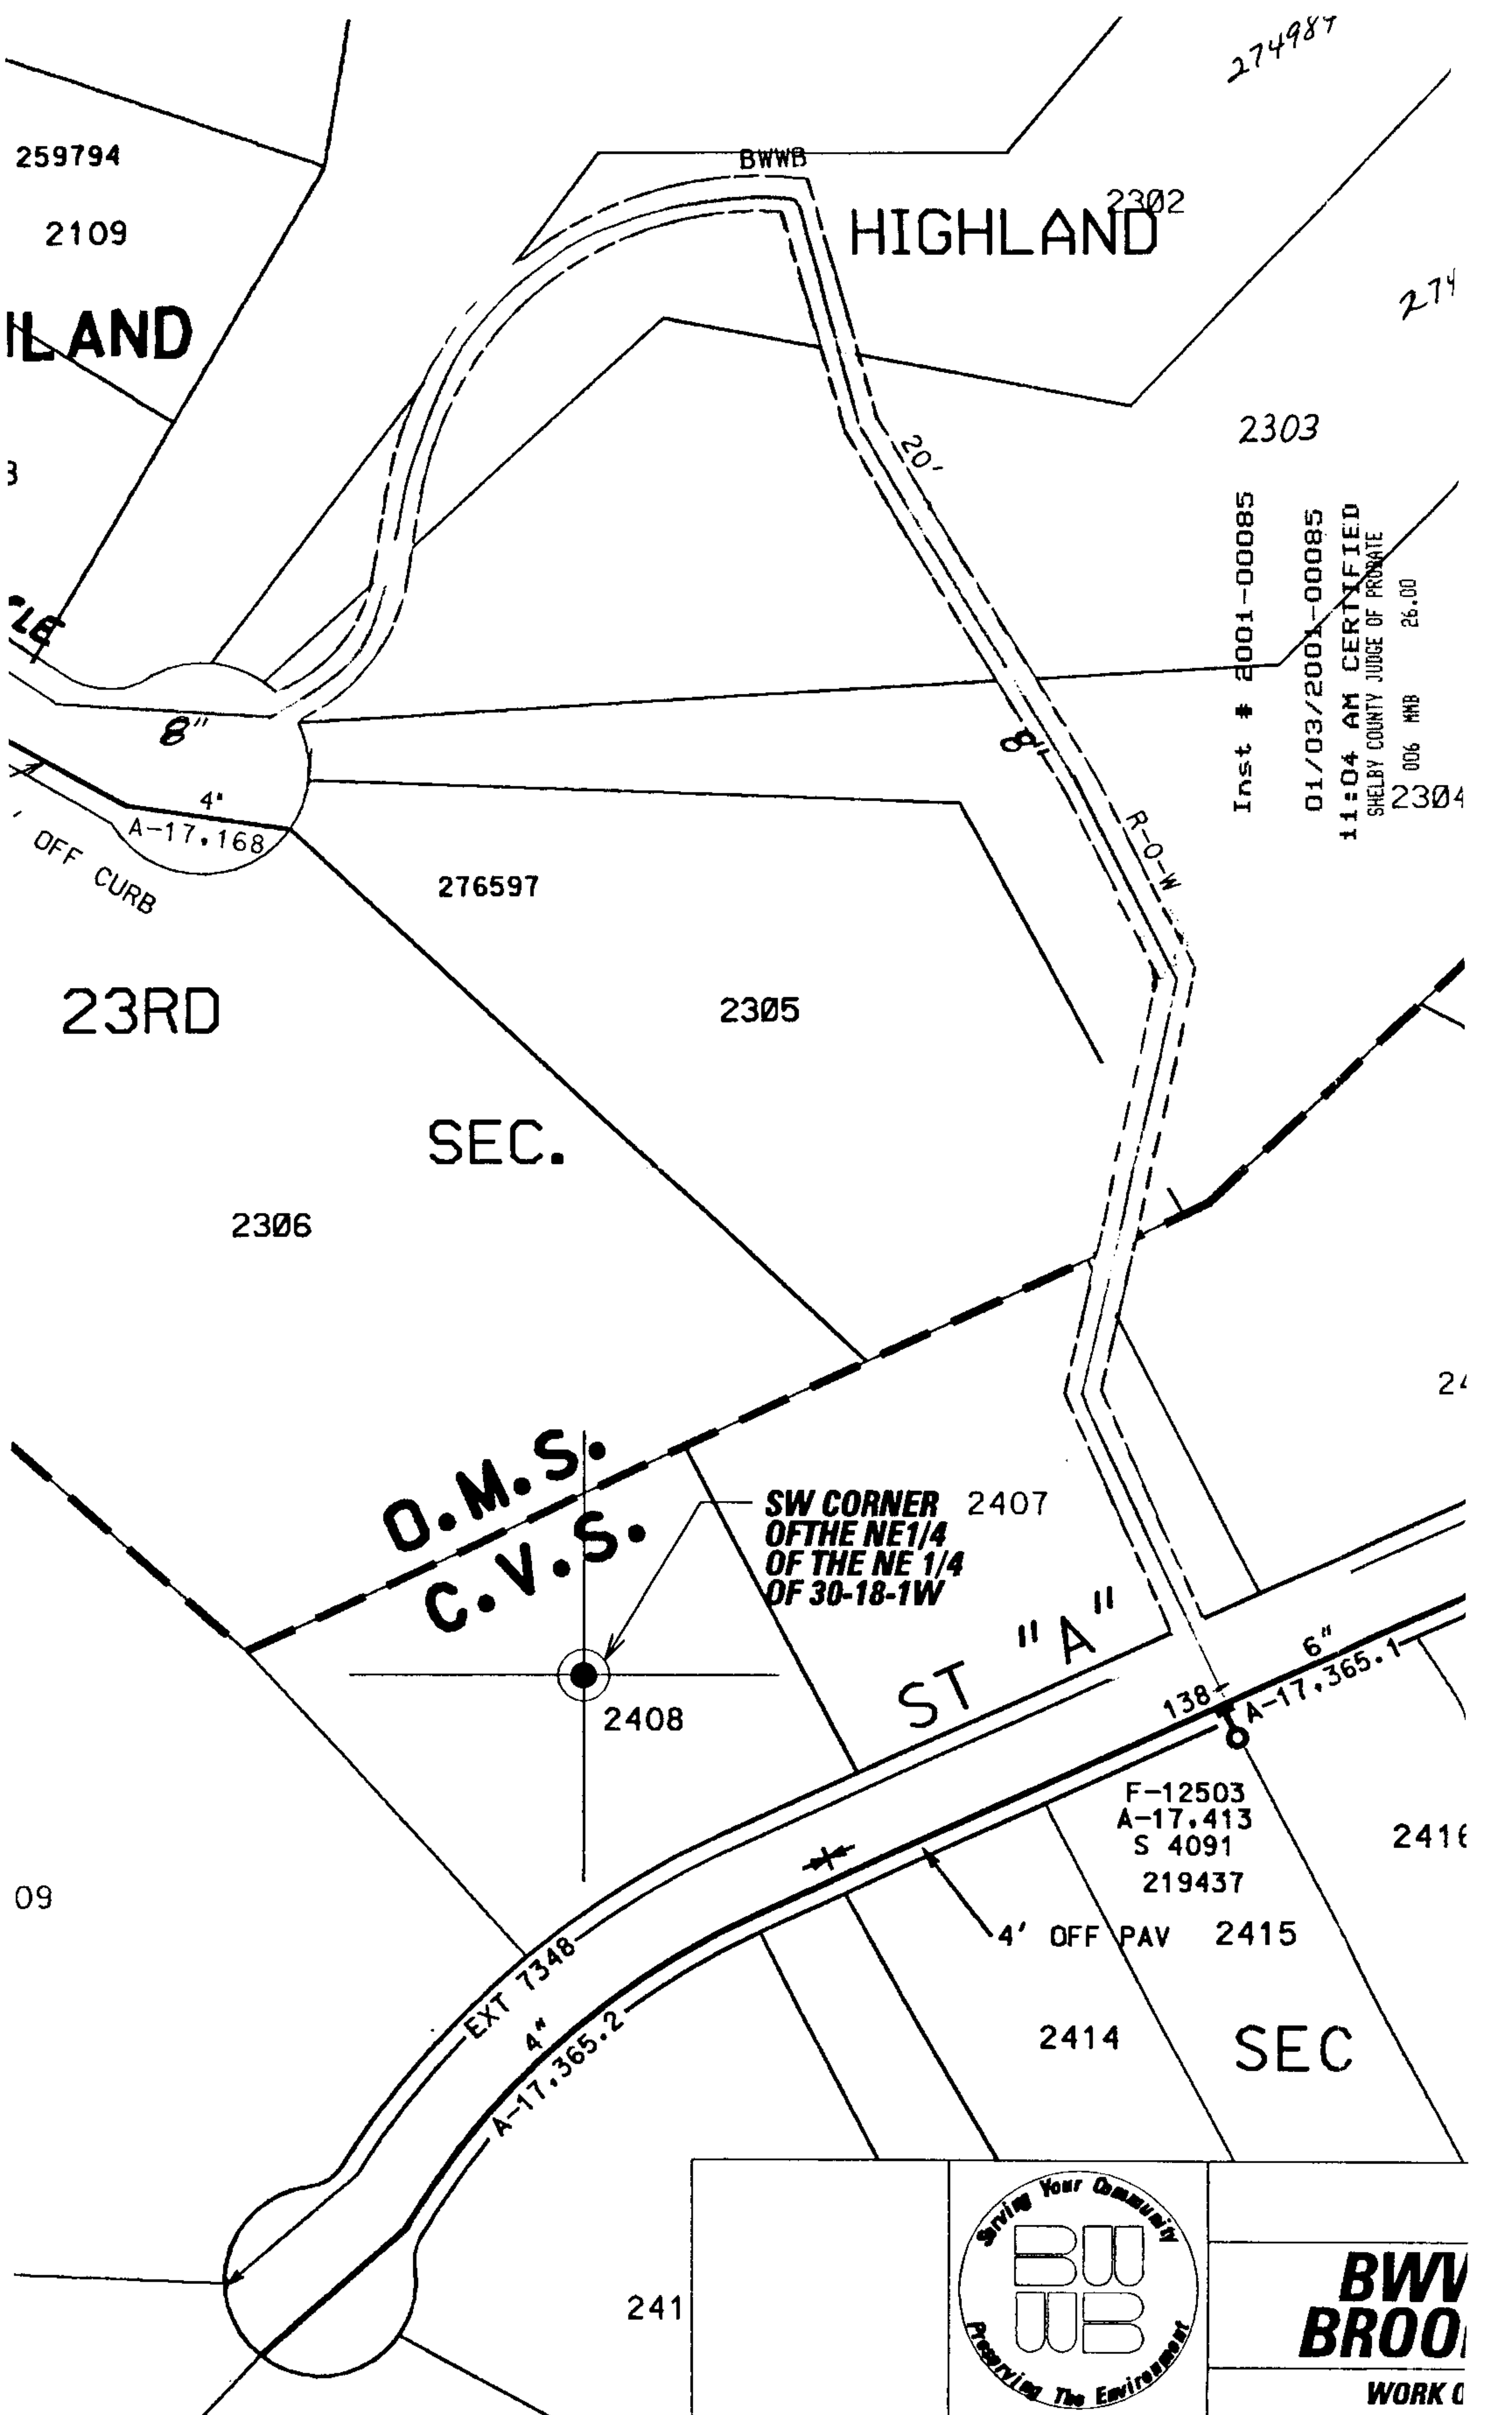 274987
259794
BWWB
2302
2109
HIGHLAND
274
ILAND
2303
20'
Inst # 2001-00085
01/03/2001-00085
11:04 AM CERTIFIED
SHELBY COUNTY JUDGE OF PROBATE
006 MMB 26.00
CLE
8"
8"
4"
A-17,168
2304
OFF CURB
R-O-W
276597
23RD
2305
SEC.
2306
24
O.M.S.
C.V.S.
SW CORNER
OFTHE NE1/4
OF THE NE 1/4
OF 30-18-1W
2407
ST "A"
6"
138
A-17,365.1
2408
F-12503
A-17,413
S 4091
219437
2416
09
4' OFF PAV
2415
EXT 7348
4"
A-17,365.2
2414
SEC
Serving Your Community
BWWB
Preserving The Environment
241
BWW
BROO
WORK O